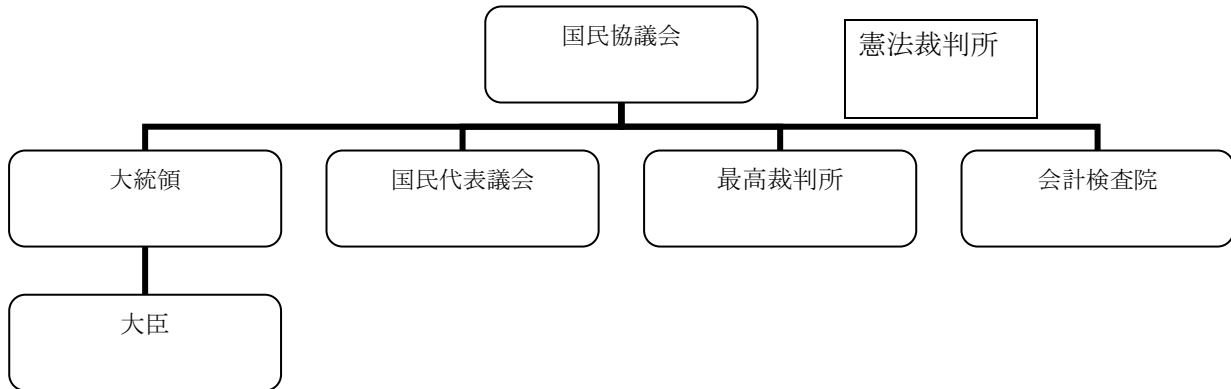 国民協議会
憲法裁判所
大統領
国民代表議会
最高裁判所
会計検査院
大臣